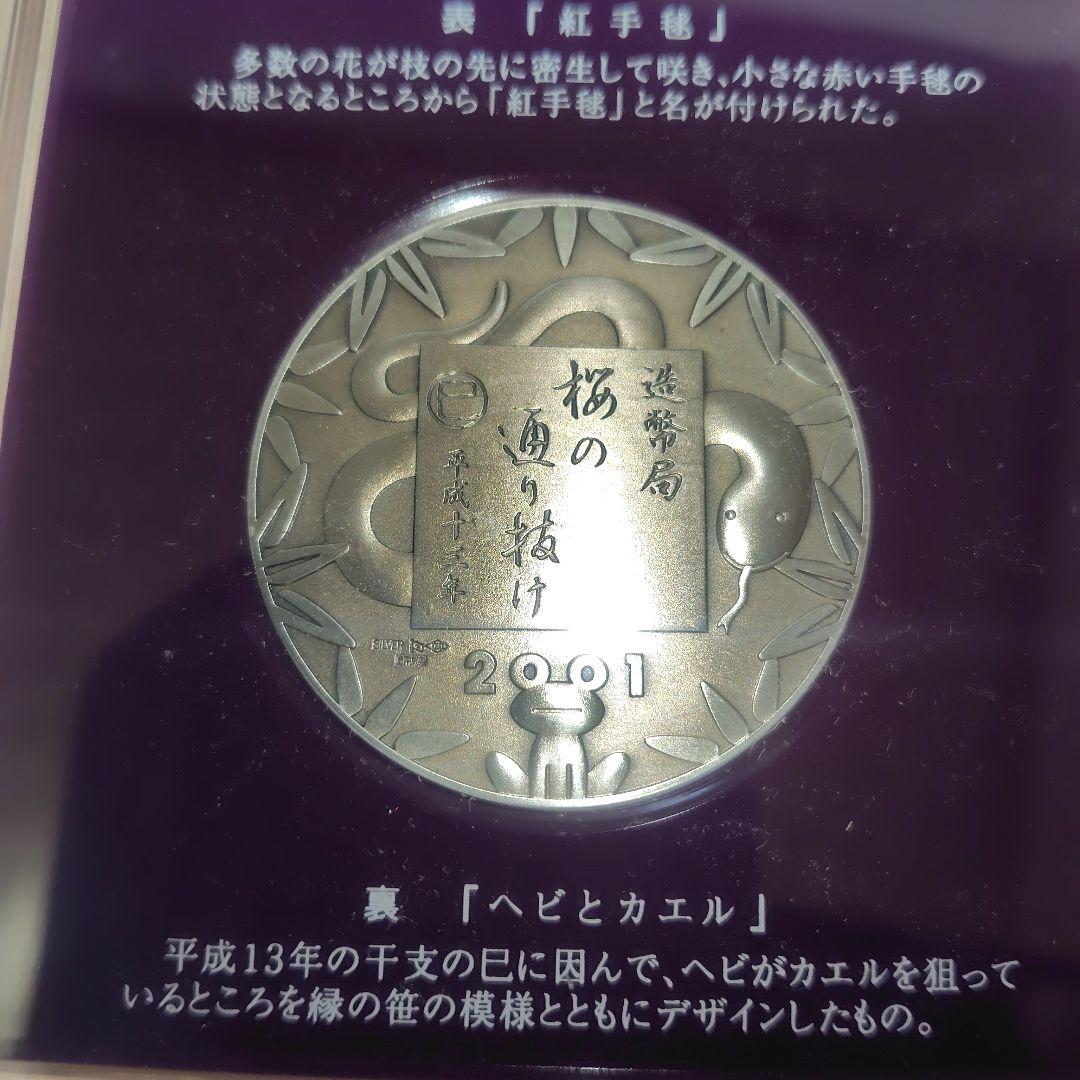 裏 「紅手毬」
多数の花が枝の先に密生して咲き、小さな赤い手毬の
状態となるところから「紅手毬」と名が付けられた。
造幣局
桜の
通り抜け
平成十三年
巳
SILVER
2001
裏 「ヘビとカエル」
平成13年の干支の巳に因んで、ヘビがカエルを狙って
いるところを縁の笹の模様とともにデザインしたもの。